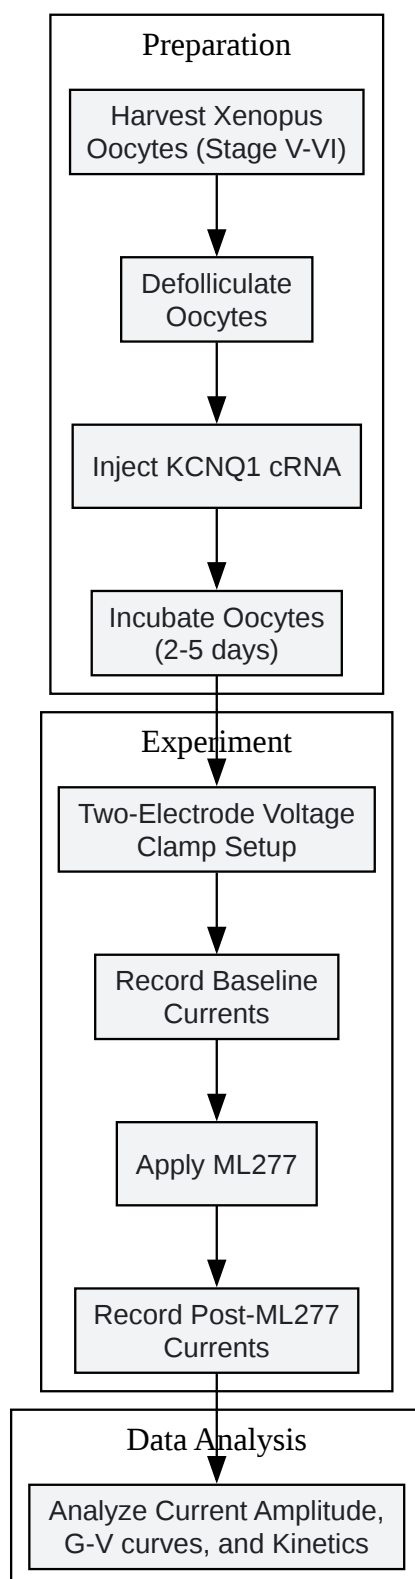 Preparation
Harvest Xenopus
Oocytes (Stage V-VI)
Defolliculate
Oocytes
Inject KCNQ1 cRNA
Incubate Oocytes
(2-5 days)
Experiment
Two-Electrode Voltage
Clamp Setup
Record Baseline
Currents
Apply ML277
Record Post-ML277
Currents
Data Analysis
Analyze Current Amplitude,
G-V curves, and Kinetics